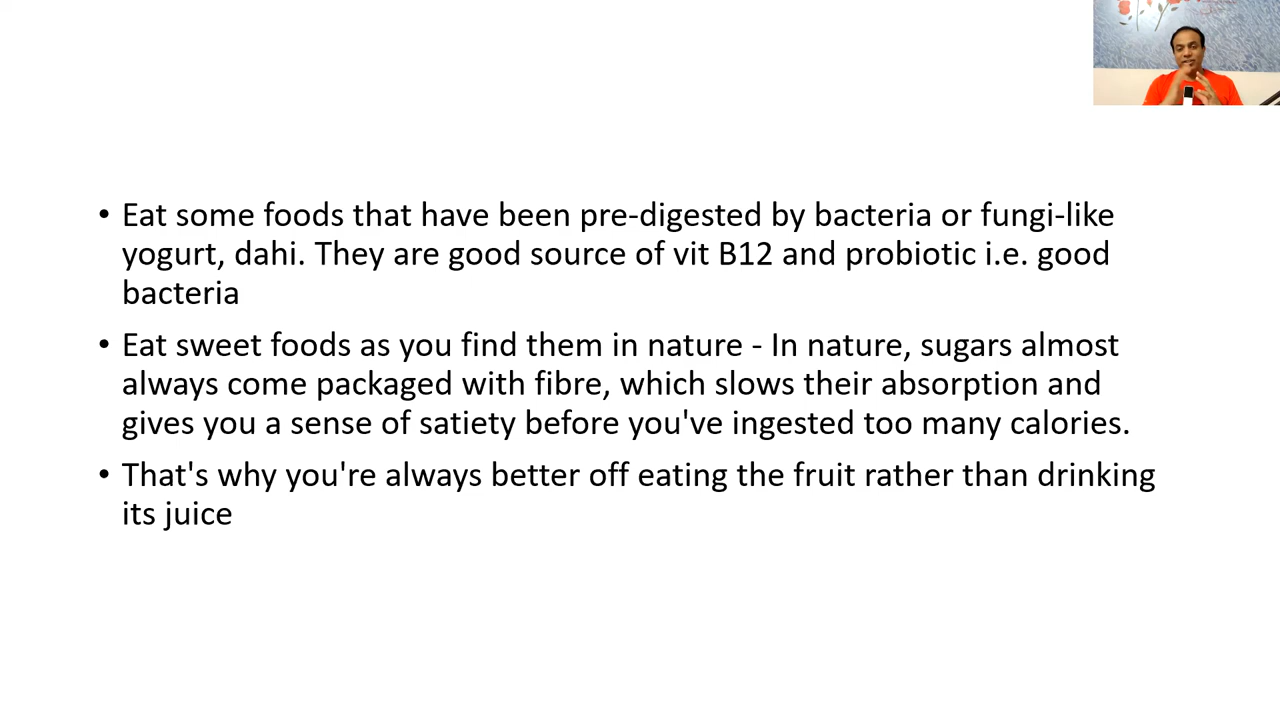 • Eat some foods that have been pre-digested by bacteria or fungi-like
yogurt, dahi. They are good source of vit B12 and probiotic i.e. good
bacteria
• Eat sweet foods as you find them in nature - In nature, sugars almost
always come packaged with fibre, which slows their absorption and
gives you a sense of satiety before you've ingested too many calories.
• That's why you're always better off eating the fruit rather than drinking
its juice